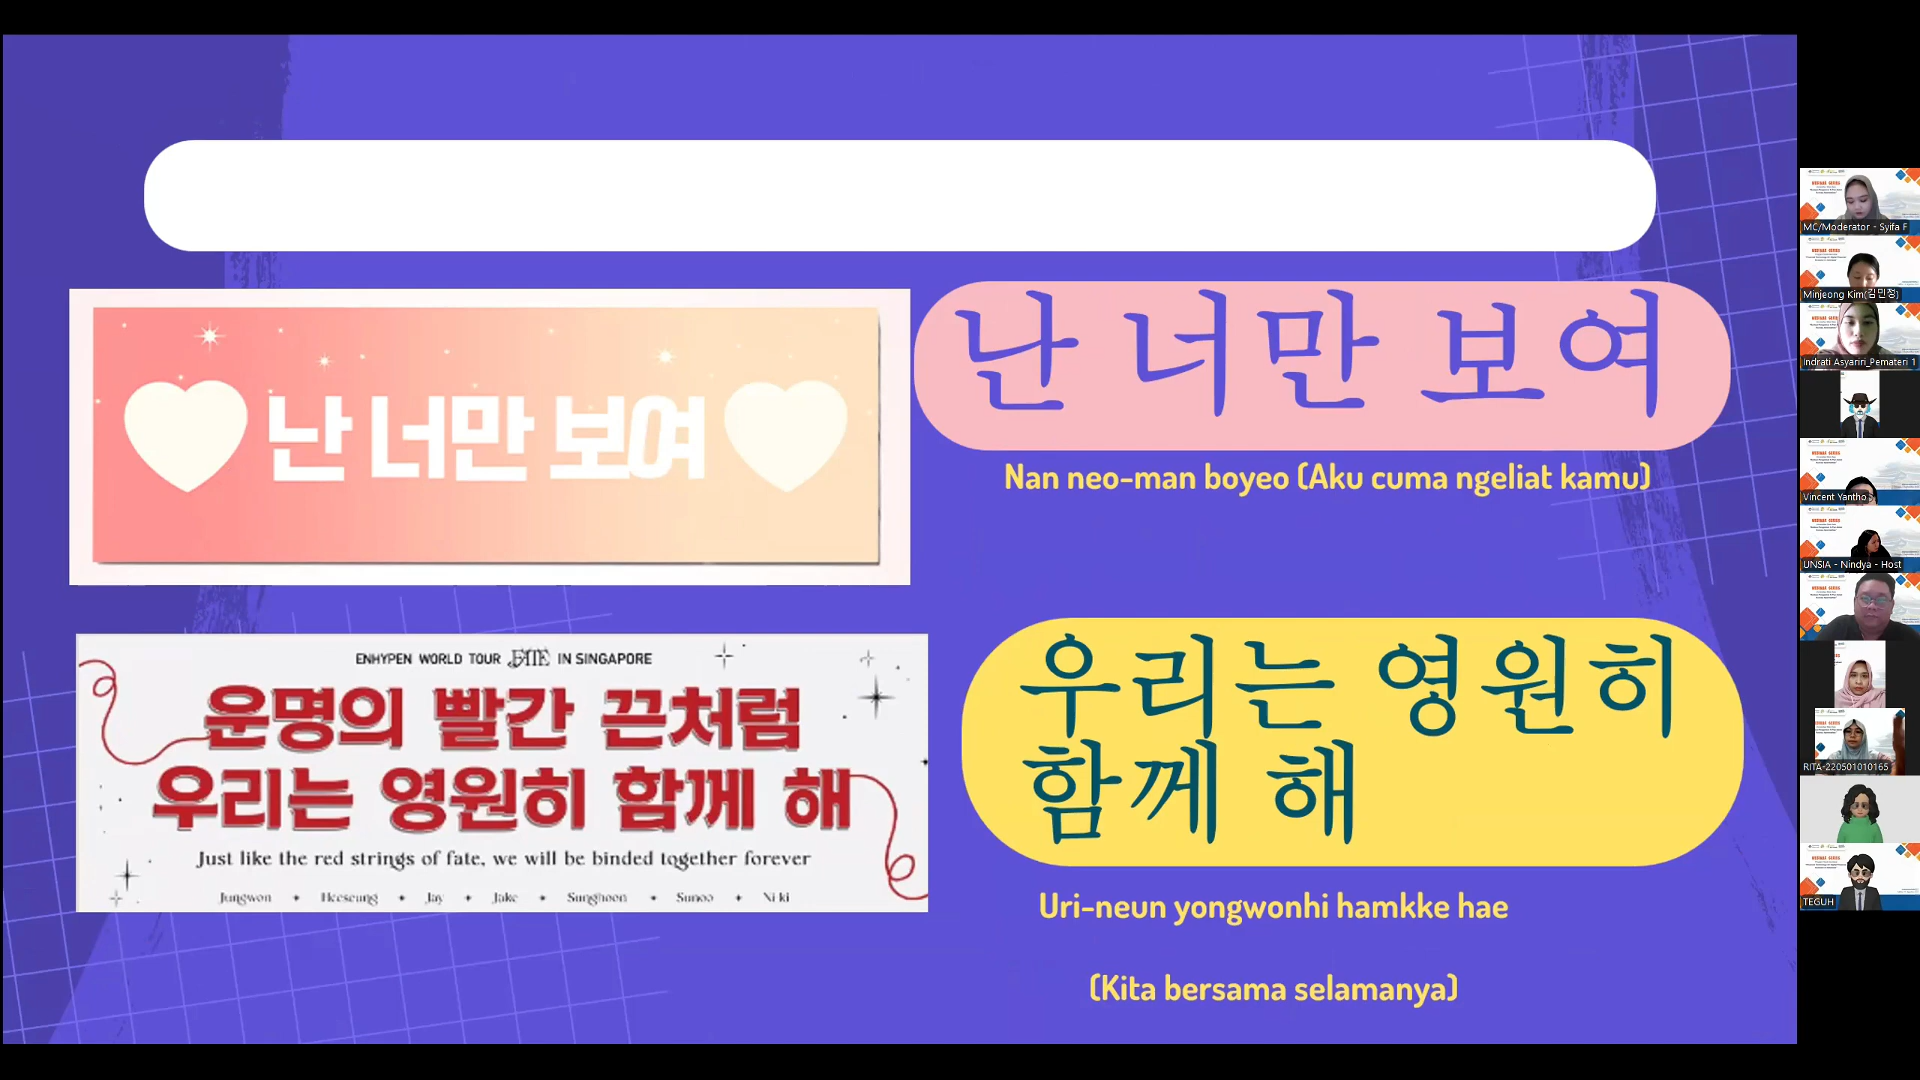 난 너만 보여
난 너만 보여
Nan neo-man boyeo (Aku cuma ngeliat kamu)
ENHYPEN WORLD TOUR FATE IN SINGAPORE
운명의 빨간 끈처럼
우리는 영원히 함께 해
Just like the red strings of fate, we will be binded together forever
Jungwon Heeseung Jay Jake Sunghoon Sunoo Ni-ki
우리는 영원히
함께 해
Uri-neun yongwonhi hamkke hae
(Kita bersama selamanya)
MC/Moderator - Syifa F
Minjeong Kim(김민정)
Indrati Asyariri_Pemateri 1
Vincent Yantho
UNSIA - Nindya - Host
RITA-220501010165
TEGUH